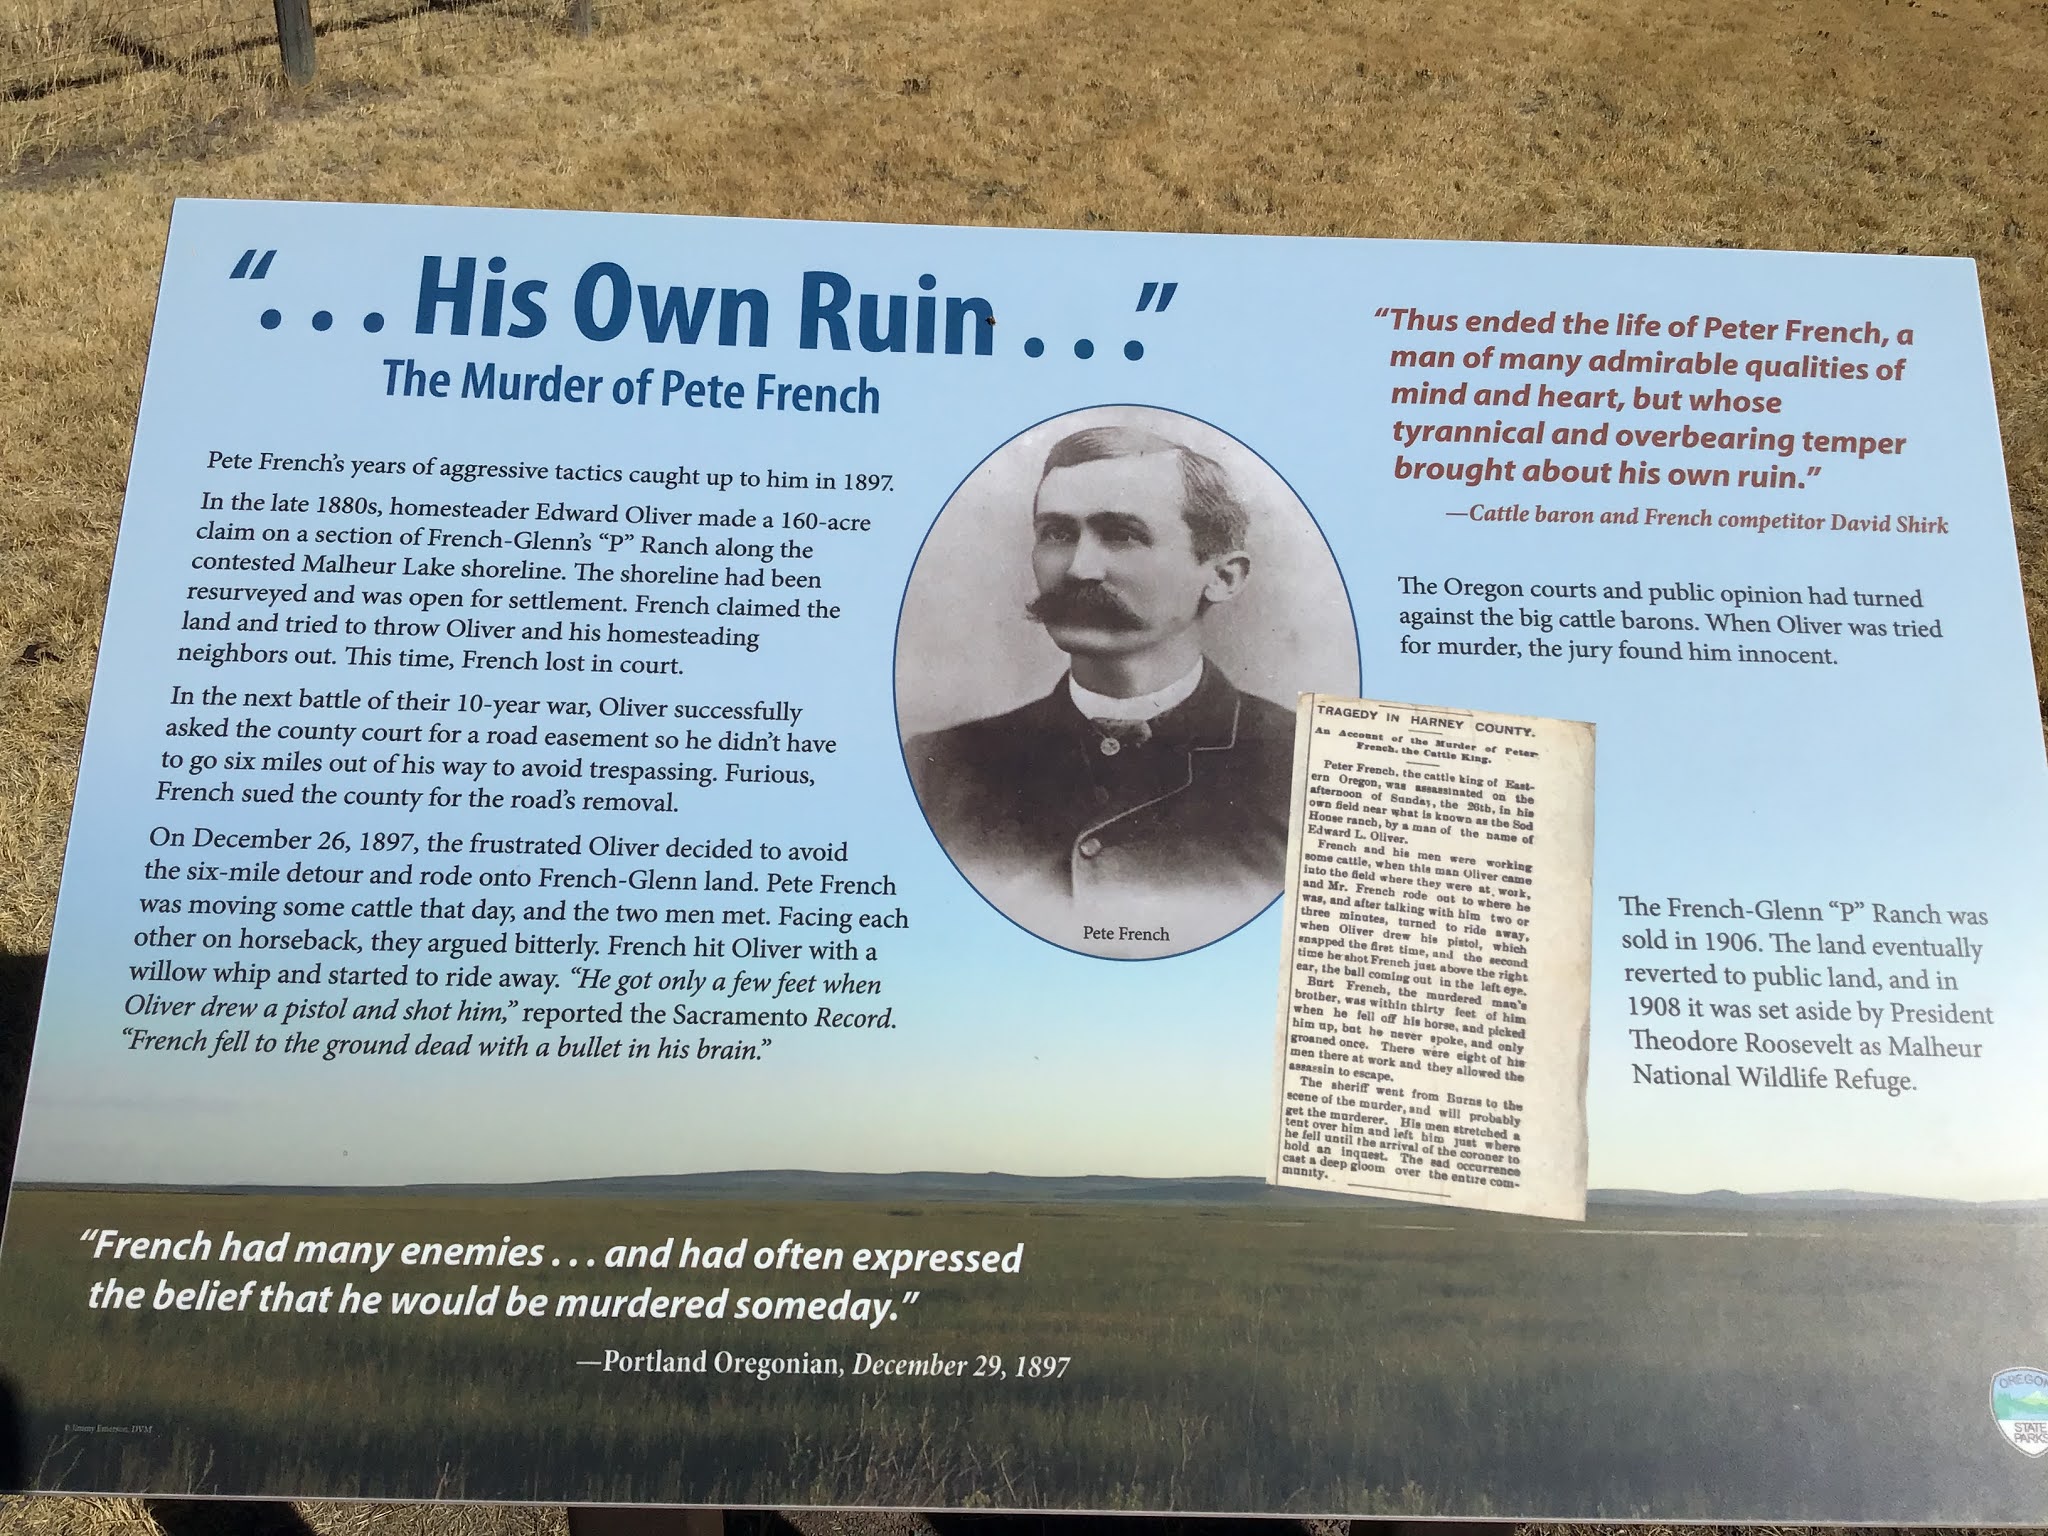 “. . . His Own Ruin . . .”
The Murder of Pete French
Pete French’s years of aggressive tactics caught up to him in 1897.
In the late 1880s, homesteader Edward Oliver made a 160-acre
claim on a section of French-Glenn’s “P” Ranch along the
contested Malheur Lake shoreline. The shoreline had been
resurveyed and was open for settlement. French claimed the
land and tried to throw Oliver and his homesteading
neighbors out. This time, French lost in court.
In the next battle of their 10-year war, Oliver successfully
asked the county court for a road easement so he didn’t have
to go six miles out of his way to avoid trespassing. Furious,
French sued the county for the road’s removal.
On December 26, 1897, the frustrated Oliver decided to avoid
the six-mile detour and rode onto French-Glenn land. Pete French
was moving some cattle that day, and the two men met. Facing each
other on horseback, they argued bitterly. French hit Oliver with a
willow whip and started to ride away. “He got only a few feet when
Oliver drew a pistol and shot him,” reported the Sacramento Record.
“French fell to the ground dead with a bullet in his brain.”
“French had many enemies . . . and had often expressed
the belief that he would be murdered someday.”
—Portland Oregonian, December 29, 1897
© Jimmy Emerson, DVM
Pete French
“Thus ended the life of Peter French, a
man of many admirable qualities of
mind and heart, but whose
tyrannical and overbearing temper
brought about his own ruin.”
—Cattle baron and French competitor David Shirk
The Oregon courts and public opinion had turned
against the big cattle barons. When Oliver was tried
for murder, the jury found him innocent.
TRAGEDY IN HARNEY COUNTY.
An Account of the Murder of Peter
French, the Cattle King.
Peter French, the cattle king of East-
ern Oregon, was assassinated on the
afternoon of Sunday, the 26th, in his
own field near what is known as the Sod
House ranch, by a man of the name of
Edward L. Oliver.
French and his men were working
some cattle, when this man Oliver came
into the field where they were at work,
and Mr. French rode out to where he
was, and after talking with him two or
three minutes, turned to ride away,
when Oliver drew his pistol, which
snapped the first time, and the second
time he shot French just above the right
ear, the ball coming out in the left eye.
Burt French, the murdered man’s
brother, was within thirty feet of him
when he fell off his horse, and picked
him up, but he never spoke, and only
groaned once. There were eight of his
men there at work and they allowed the
assassin to escape.
The sheriff went from Burns to the
scene of the murder, and will probably
get the murderer. His men stretched a
tent over him and left him just where
he fell until the arrival of the coroner to
hold an inquest. The sad occurrence
cast a deep gloom over the entire com-
munity.
The French-Glenn “P” Ranch was
sold in 1906. The land eventually
reverted to public land, and in
1908 it was set aside by President
Theodore Roosevelt as Malheur
National Wildlife Refuge.
OREGON
STATE
PARKS